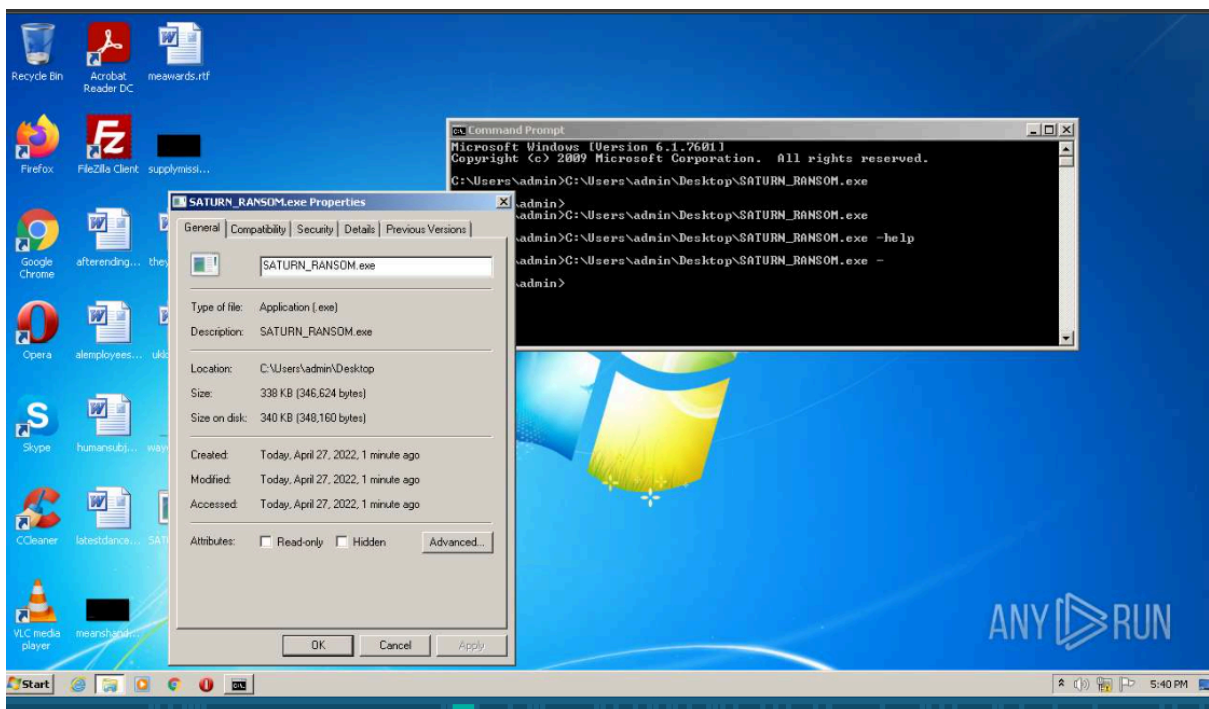 Recycle Bin
Acrobat
Reader DC
meawards.rtf
Firefox
FileZilla Client
supplymissi...
Google
Chrome
afterending...
they
Opera
alemployees...
Skype
humansubj...
CCleaner
latestdance...
VLC media
player
meanshand...
SATURN_RANSOM.exe Properties
General
Compatibility
Security
Details
Previous Versions
SATURN_RANSOM.exe
Type of file: Application (.exe)
Description: SATURN_RANSOM.exe
Location: C:\Users\admin\Desktop
Size: 338 KB (346,624 bytes)
Size on disk: 340 KB (348,160 bytes)
Created: Today, April 27, 2022, 1 minute ago
Modified: Today, April 27, 2022, 1 minute ago
Accessed: Today, April 27, 2022, 1 minute ago
Attributes: Read-only Hidden Advanced...
OK Cancel Apply
Command Prompt
Microsoft Windows [Version 6.1.7601]
Copyright (c) 2009 Microsoft Corporation. All rights reserved.
C:\Users\admin>C:\Users\admin\Desktop\SATURN_RANSOM.exe
\admin>
\admin>C:\Users\admin\Desktop\SATURN_RANSOM.exe
\admin>C:\Users\admin\Desktop\SATURN_RANSOM.exe -help
\admin>C:\Users\admin\Desktop\SATURN_RANSOM.exe -
\admin>
ANY RUN
Start
5:40 PM